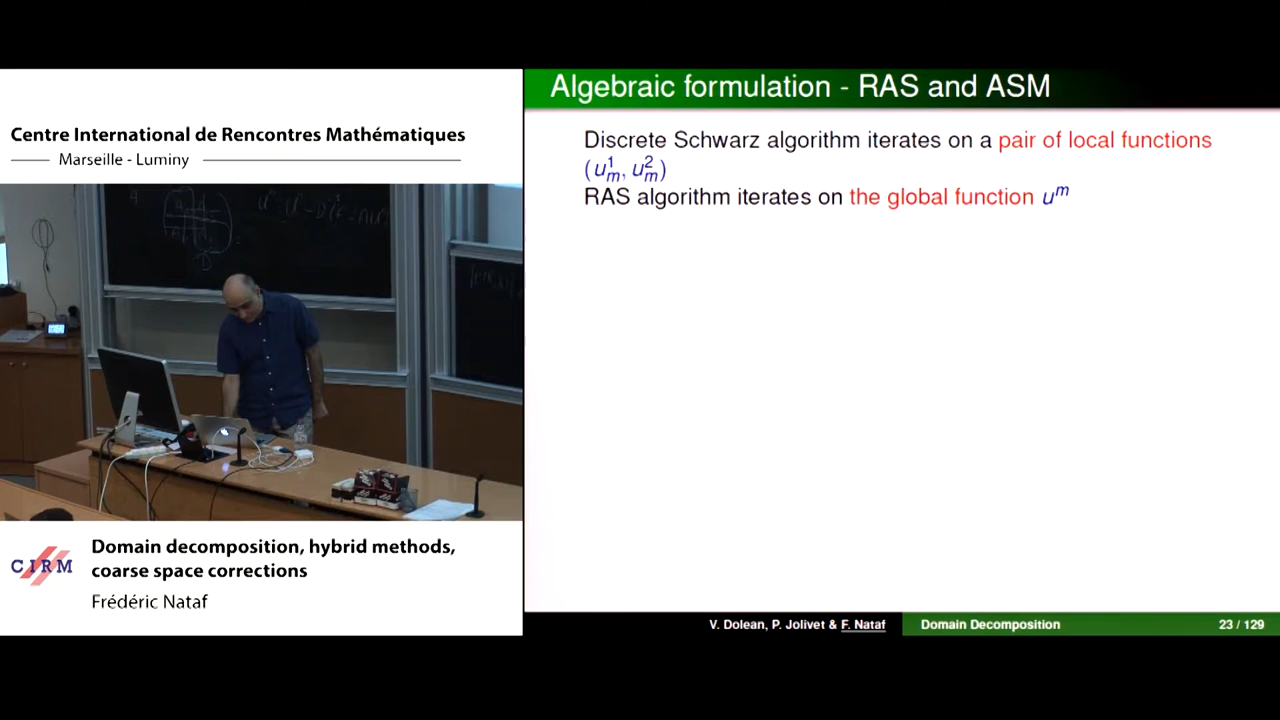 Centre International de Rencontres Mathématiques
Marseille - Luminy
CIRM
Domain decomposition, hybrid methods,
coarse space corrections
Frédéric Nataf
Algebraic formulation - RAS and ASM
Discrete Schwarz algorithm iterates on a pair of local functions
(u¹ₘ, u²ₘ)
RAS algorithm iterates on the global function uᵐ
V. Dolean, P. Jolivet & F. Nataf
Domain Decomposition
23 / 129